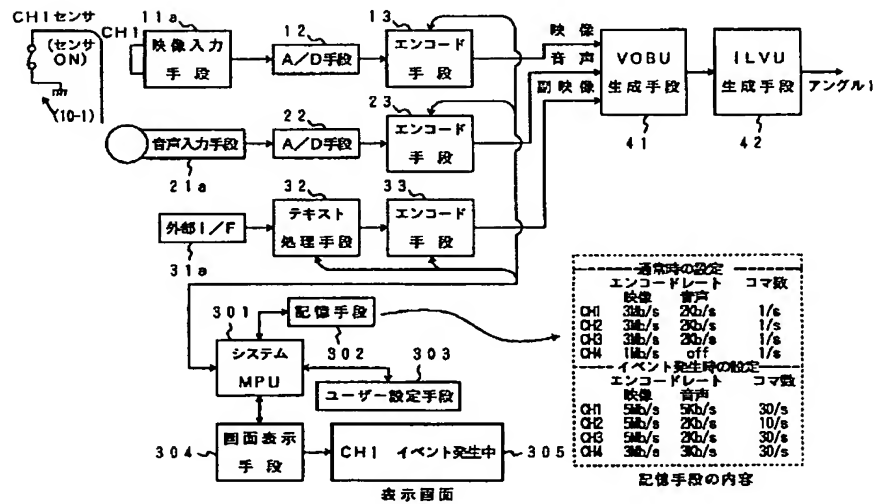 CH1センサ
(センサ
ON)
(10-1)
11a
CH1
映像入力
手段
12
A/D手段
13
エンコード
手段
映像
音声
副映像
VOBU
生成手段
41
ILVU
生成手段
42
アングル1
音声入力手段
21a
22
A/D手段
23
エンコード
手段
外部I/F
31a
32
テキスト
処理手段
33
エンコード
手段
301
システム
MPU
記憶手段
302
303
ユーザー設定手段
304
画面表示
手段
CH1 イベント発生中
305
表示画面
通常時の設定
エンコードレート コマ数
映像 音声
CH1 3Mb/s 2Kb/s 1/s
CH2 3Mb/s 2Kb/s 1/s
CH3 3Mb/s 2Kb/s 1/s
CH4 1Mb/s off 1/s
イベント発生時の設定
エンコードレート コマ数
映像 音声
CH1 5Mb/s 5Kb/s 30/s
CH2 5Mb/s 2Kb/s 10/s
CH3 5Mb/s 2Kb/s 30/s
CH4 3Mb/s 3Kb/s 30/s
記憶手段の内容